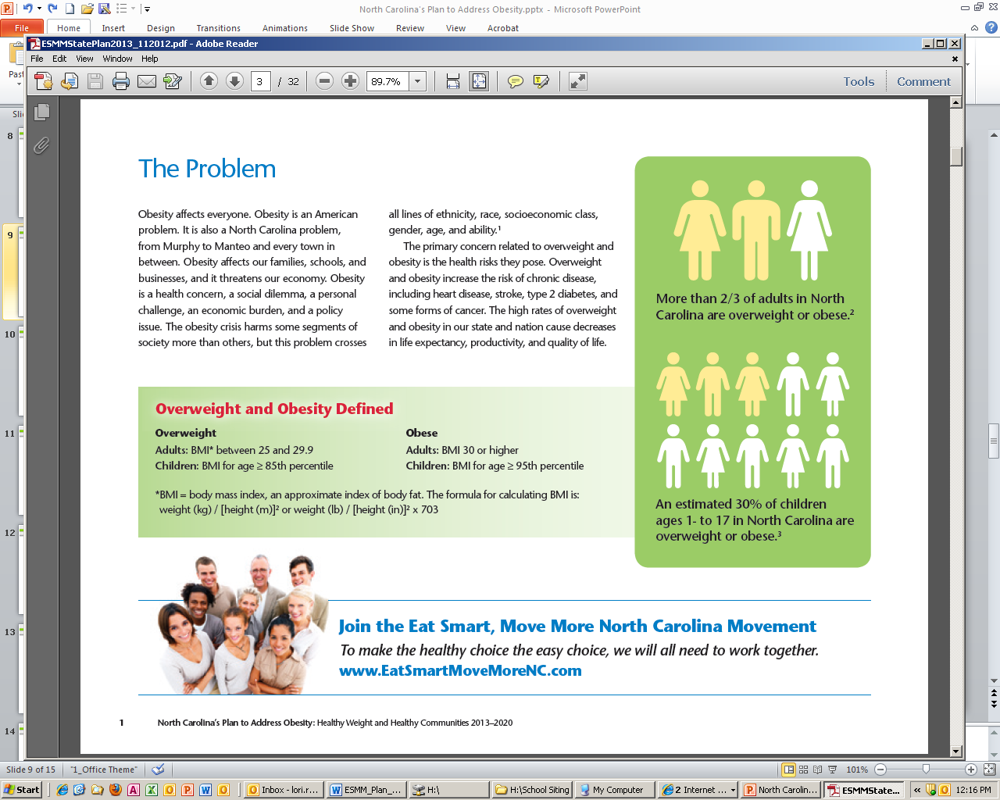 North Carolina's Plan to Address Obesity.pptx - Microsoft PowerPoint
File Home Insert Design Transitions Animations Slide Show Review View Acrobat
ESMMStatePlan2013_112012.pdf - Adobe Reader
File Edit View Window Help
3 / 32 89.7% Tools Comment
8
9
10
11
12
13
14
The Problem
Obesity affects everyone. Obesity is an American
problem. It is also a North Carolina problem,
from Murphy to Manteo and every town in
between. Obesity affects our families, schools, and
businesses, and it threatens our economy. Obesity
is a health concern, a social dilemma, a personal
challenge, an economic burden, and a policy
issue. The obesity crisis harms some segments of
society more than others, but this problem crosses
all lines of ethnicity, race, socioeconomic class,
gender, age, and ability.¹
The primary concern related to overweight and
obesity is the health risks they pose. Overweight
and obesity increase the risk of chronic disease,
including heart disease, stroke, type 2 diabetes, and
some forms of cancer. The high rates of overweight
and obesity in our state and nation cause decreases
in life expectancy, productivity, and quality of life.
More than 2/3 of adults in North
Carolina are overweight or obese.²
An estimated 30% of children
ages 1- to 17 in North Carolina are
overweight or obese.³
Overweight and Obesity Defined
Overweight
Adults: BMI* between 25 and 29.9
Children: BMI for age ≥ 85th percentile
Obese
Adults: BMI 30 or higher
Children: BMI for age ≥ 95th percentile
*BMI = body mass index, an approximate index of body fat. The formula for calculating BMI is:
weight (kg) / [height (m)]² or weight (lb) / [height (in)]² x 703
Join the Eat Smart, Move More North Carolina Movement
To make the healthy choice the easy choice, we will all need to work together.
www.EatSmartMoveMoreNC.com
1 North Carolina's Plan to Address Obesity: Healthy Weight and Healthy Communities 2013–2020
Slide 9 of 15 "1_Office Theme" 101%
Start Inbox - lori.r... ESMM_Plan_... H:\ H:\School Siting My Computer 2 Internet ... North Carolin... ESMMState... 12:16 PM